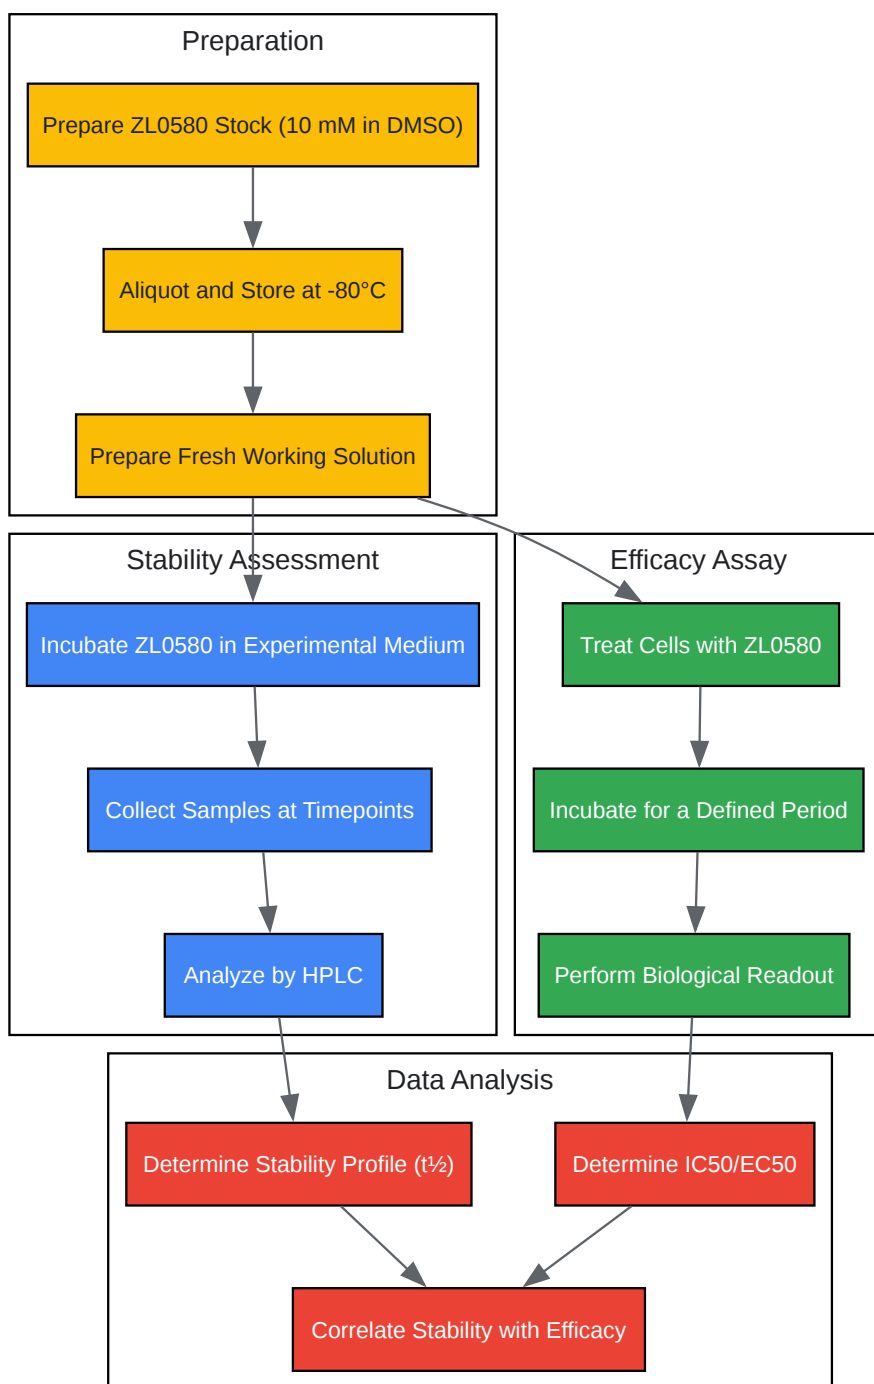 Preparation
Prepare ZL0580 Stock (10 mM in DMSO)
Aliquot and Store at -80°C
Prepare Fresh Working Solution
Stability Assessment
Incubate ZL0580 in Experimental Medium
Collect Samples at Timepoints
Analyze by HPLC
Efficacy Assay
Treat Cells with ZL0580
Incubate for a Defined Period
Perform Biological Readout
Data Analysis
Determine Stability Profile (t½)
Determine IC50/EC50
Correlate Stability with Efficacy